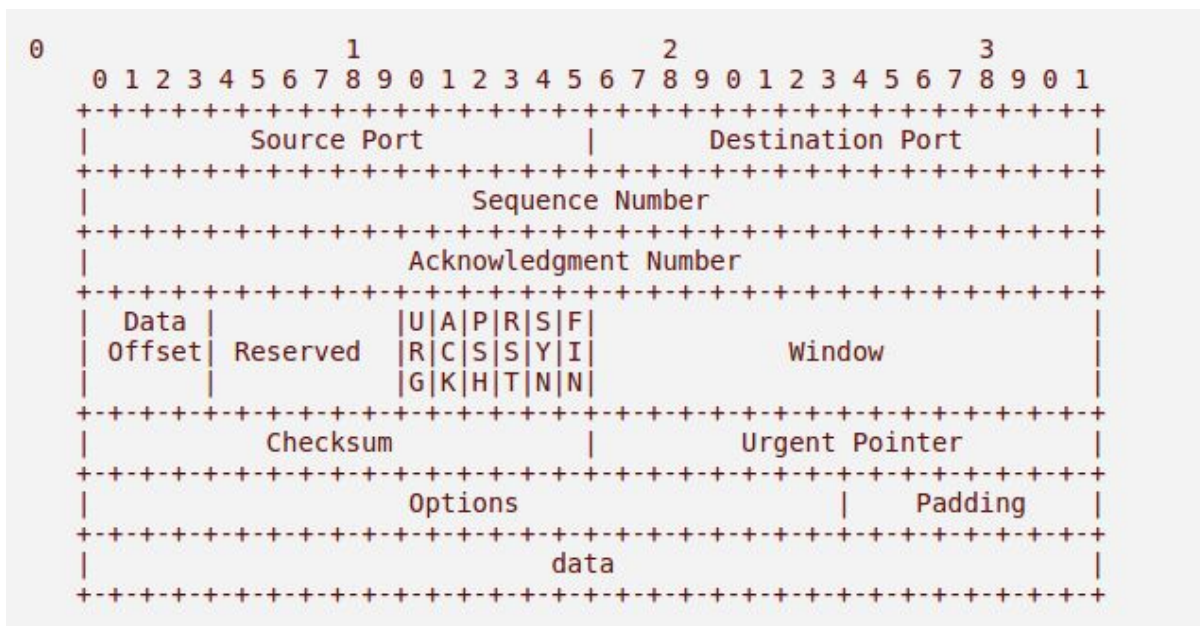 0                   1                   2                   3
    0 1 2 3 4 5 6 7 8 9 0 1 2 3 4 5 6 7 8 9 0 1 2 3 4 5 6 7 8 9 0 1
   +-+-+-+-+-+-+-+-+-+-+-+-+-+-+-+-+-+-+-+-+-+-+-+-+-+-+-+-+-+-+-+-+
   |          Source Port          |       Destination Port        |
   +-+-+-+-+-+-+-+-+-+-+-+-+-+-+-+-+-+-+-+-+-+-+-+-+-+-+-+-+-+-+-+-+
   |                        Sequence Number                        |
   +-+-+-+-+-+-+-+-+-+-+-+-+-+-+-+-+-+-+-+-+-+-+-+-+-+-+-+-+-+-+-+-+
   |                    Acknowledgment Number                      |
   +-+-+-+-+-+-+-+-+-+-+-+-+-+-+-+-+-+-+-+-+-+-+-+-+-+-+-+-+-+-+-+-+
   |  Data |           |U|A|P|R|S|F|                               |
   | Offset| Reserved  |R|C|S|S|Y|I|            Window             |
   |       |           |G|K|H|T|N|N|                               |
   +-+-+-+-+-+-+-+-+-+-+-+-+-+-+-+-+-+-+-+-+-+-+-+-+-+-+-+-+-+-+-+-+
   |           Checksum            |         Urgent Pointer        |
   +-+-+-+-+-+-+-+-+-+-+-+-+-+-+-+-+-+-+-+-+-+-+-+-+-+-+-+-+-+-+-+-+
   |                    Options                    |    Padding    |
   +-+-+-+-+-+-+-+-+-+-+-+-+-+-+-+-+-+-+-+-+-+-+-+-+-+-+-+-+-+-+-+-+
   |                             data                              |
   +-+-+-+-+-+-+-+-+-+-+-+-+-+-+-+-+-+-+-+-+-+-+-+-+-+-+-+-+-+-+-+-+